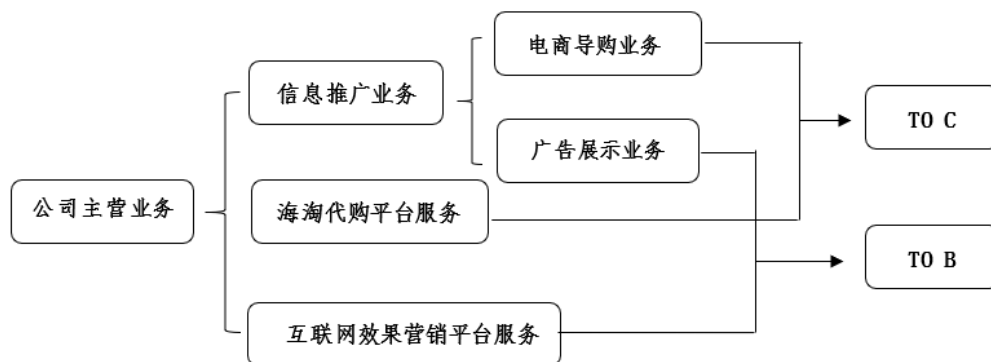 电商导购业务
信息推广业务
TO C
广告展示业务
公司主营业务
海淘代购平台服务
TO B
互联网效果营销平台服务